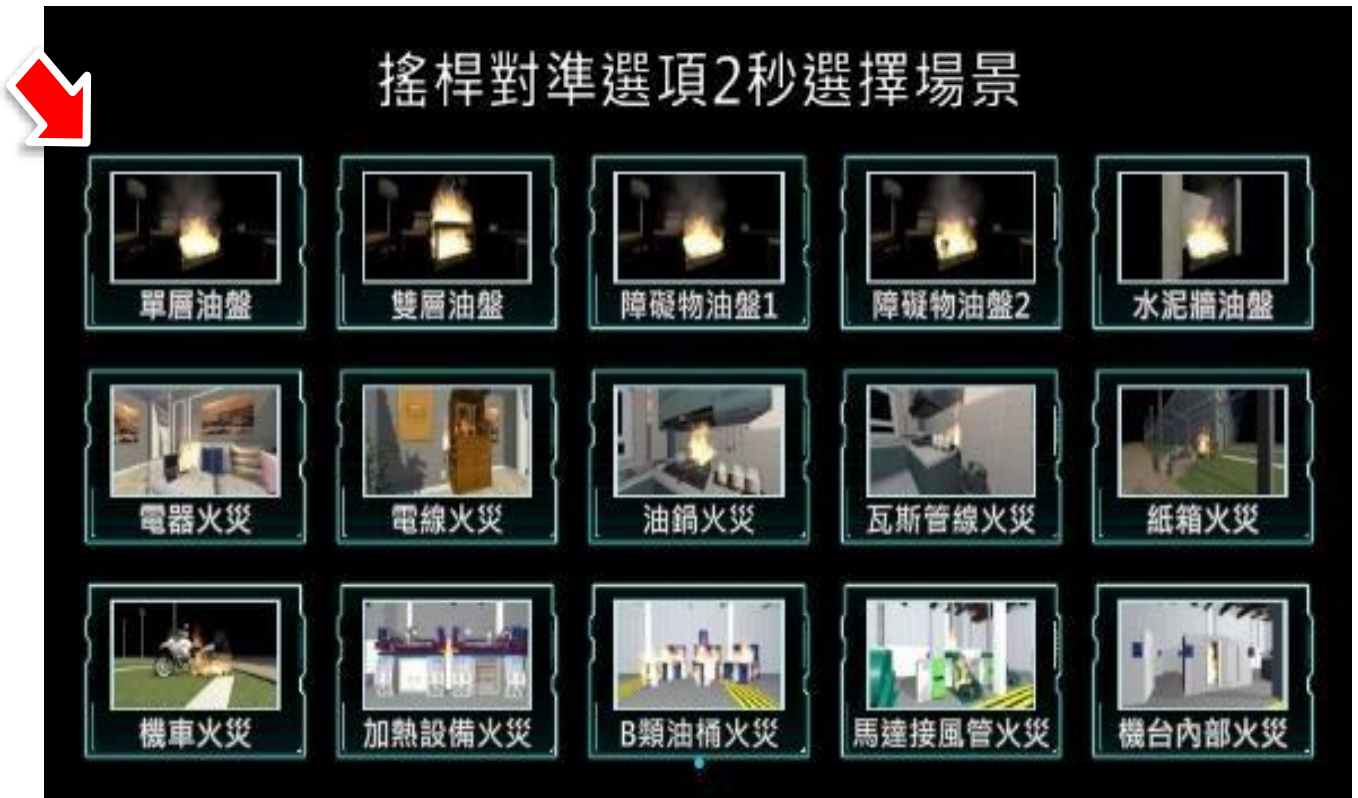 搖桿對準選項2秒選擇場景
單層油盤
雙層油盤
障礙物油盤1
障礙物油盤2
水泥牆油盤
電器火災
電線火災
油鍋火災
瓦斯管線火災
紙箱火災
機車火災
加熱設備火災
B類油桶火災
馬達接風管火災
機台內部火災